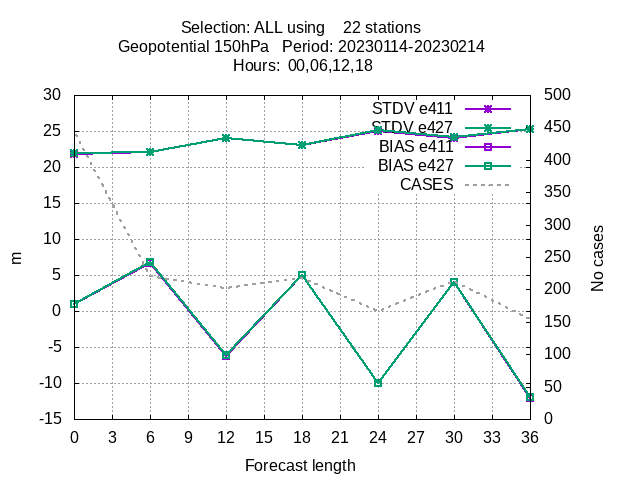 Selection: ALL using    22 stations
Geopotential 150hPa   Period: 20230114-20230214
Hours:  00,06,12,18
30
25
20
15
10
5
0
-5
-10
-15
m
STDV e411
STDV e427
BIAS e411
BIAS e427
CASES
500
450
400
350
300
250
200
150
100
50
0
No cases
0 3 6 9 12 15 18 21 24 27 30 33 36
Forecast length